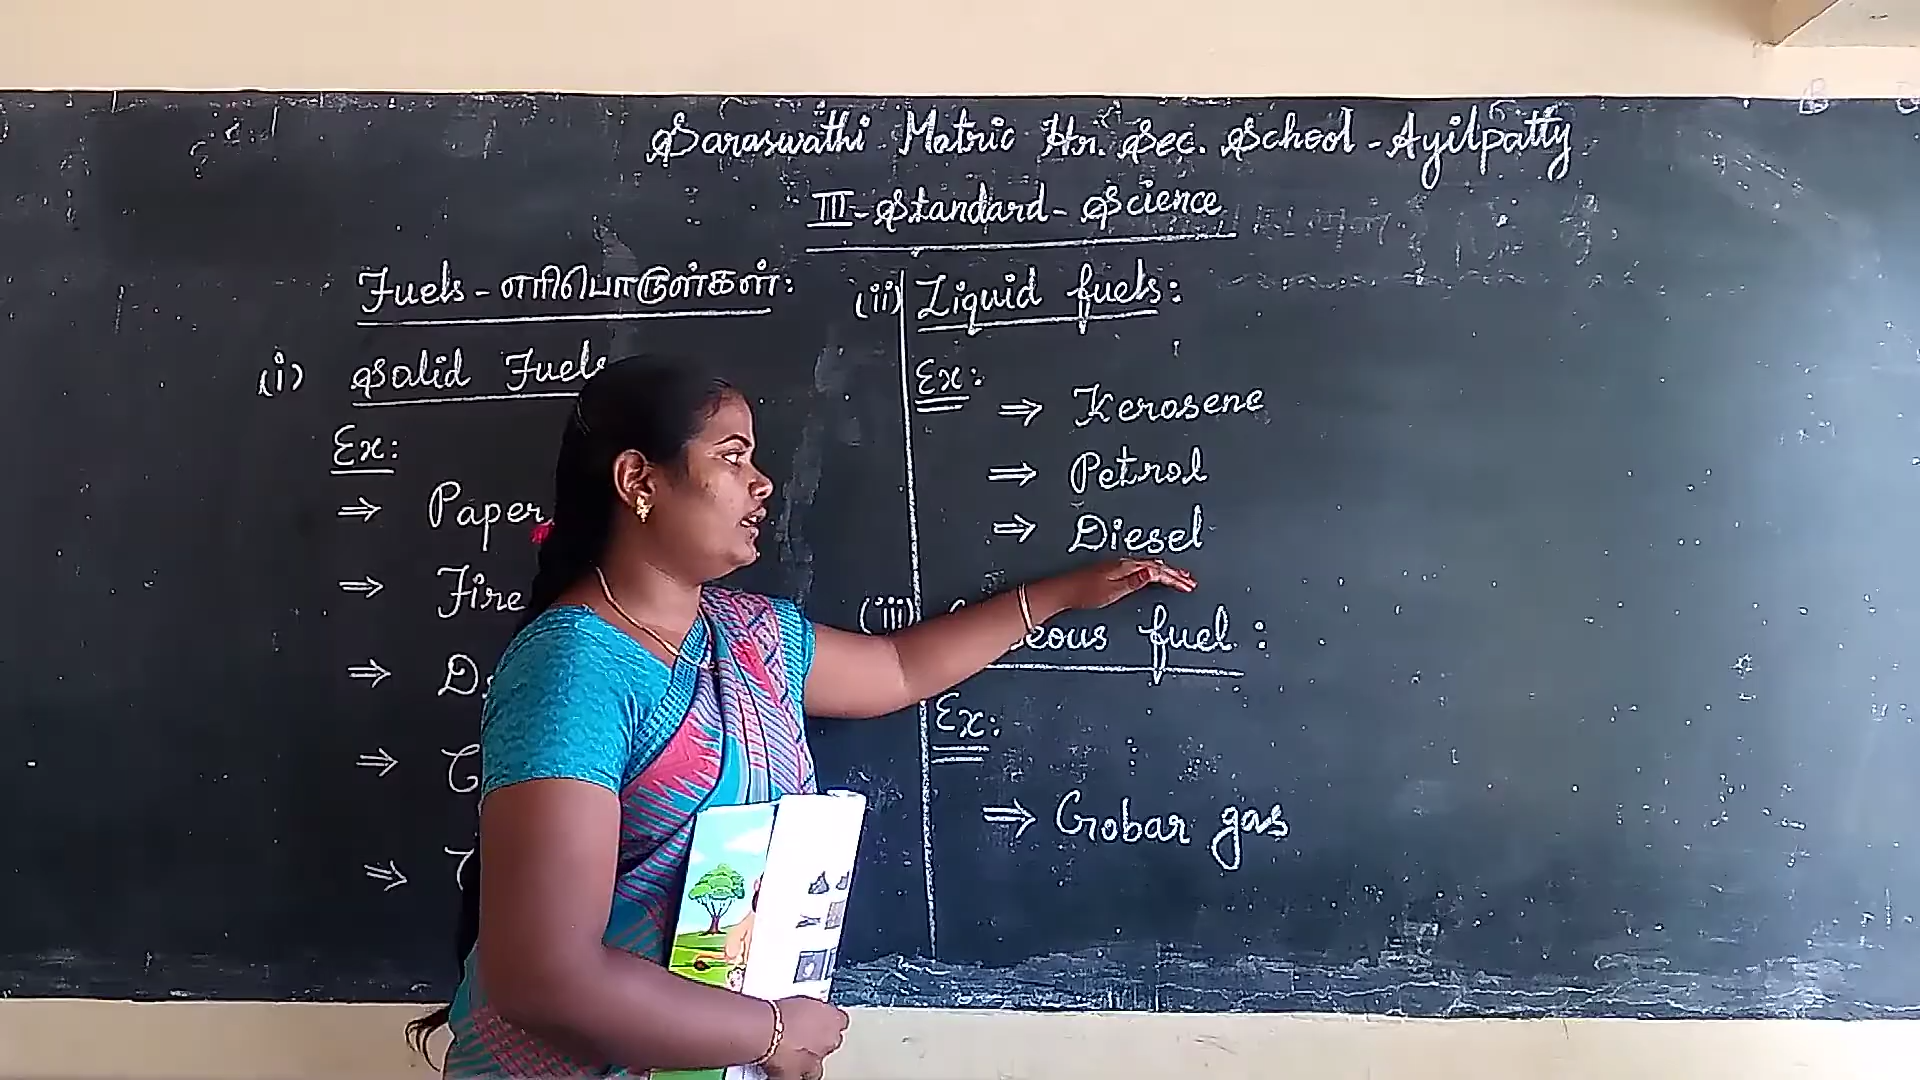 Saraswathi Matric Hr. Sec. School - Ayilpatty
III - Standard - Science
Fuels - எரிபொருள்கள்:
(i) Solid Fuels
Ex:
⇒ Paper
⇒ Fire
⇒
⇒
⇒
(ii) Liquid fuels:
Ex:
⇒ Kerosene
⇒ Petrol
⇒ Diesel
(iii) fuel:
Ex:
⇒ Gobar gas